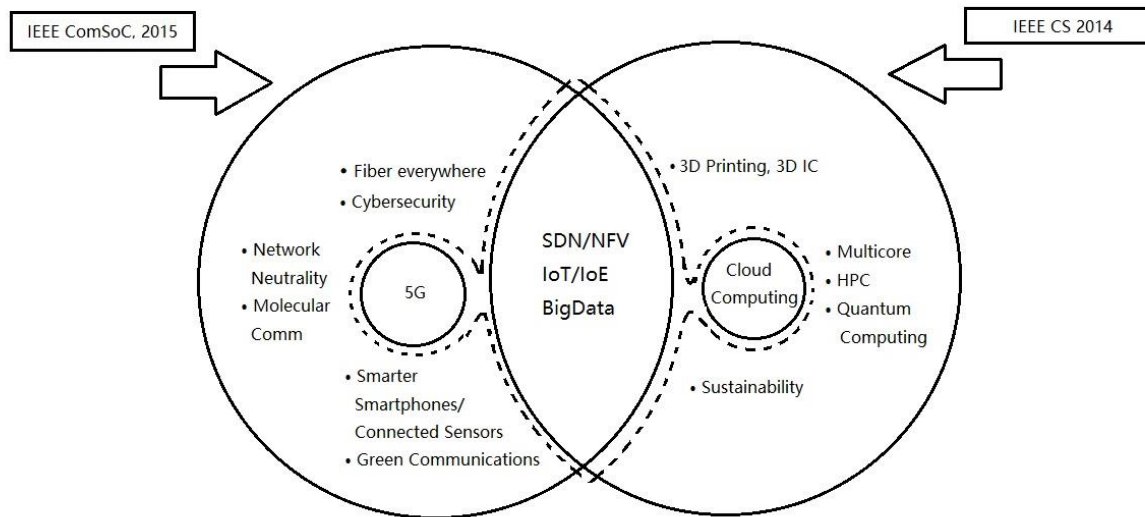 IEEE ComSoC, 2015
IEEE CS 2014
• Fiber everywhere
• Cybersecurity
• Network
Neutrality
• Molecular
Comm
5G
• Smarter
Smartphones/
Connected Sensors
• Green Communications
SDN/NFV
IoT/IoE
BigData
• 3D Printing, 3D IC
Cloud
Computing
• Multicore
• HPC
• Quantum
Computing
• Sustainability